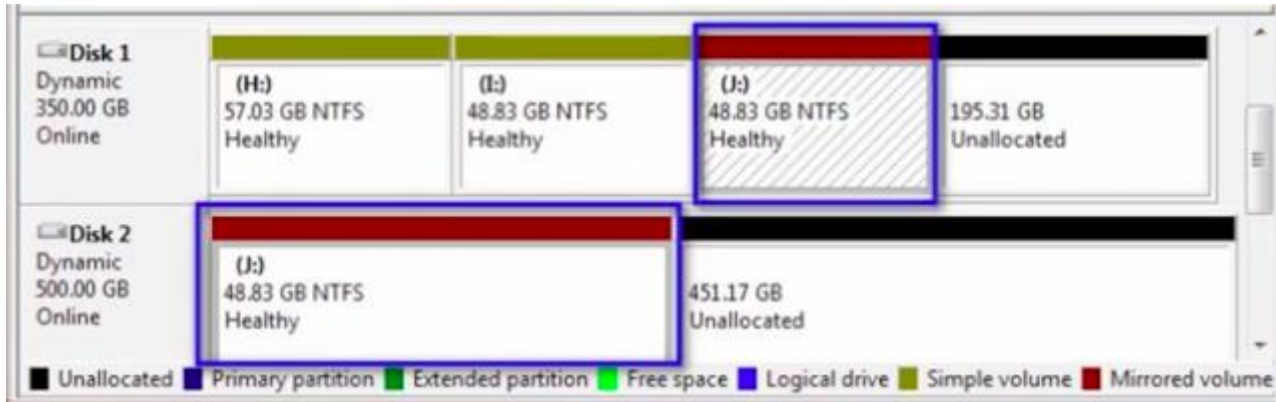 Disk 1
Dynamic
350.00 GB
Online
(H:)
57.03 GB NTFS
Healthy
(I:)
48.83 GB NTFS
Healthy
(J:)
48.83 GB NTFS
Healthy
195.31 GB
Unallocated
Disk 2
Dynamic
500.00 GB
Online
(J:)
48.83 GB NTFS
Healthy
451.17 GB
Unallocated
Unallocated Primary partition Extended partition Free space Logical drive Simple volume Mirrored volume